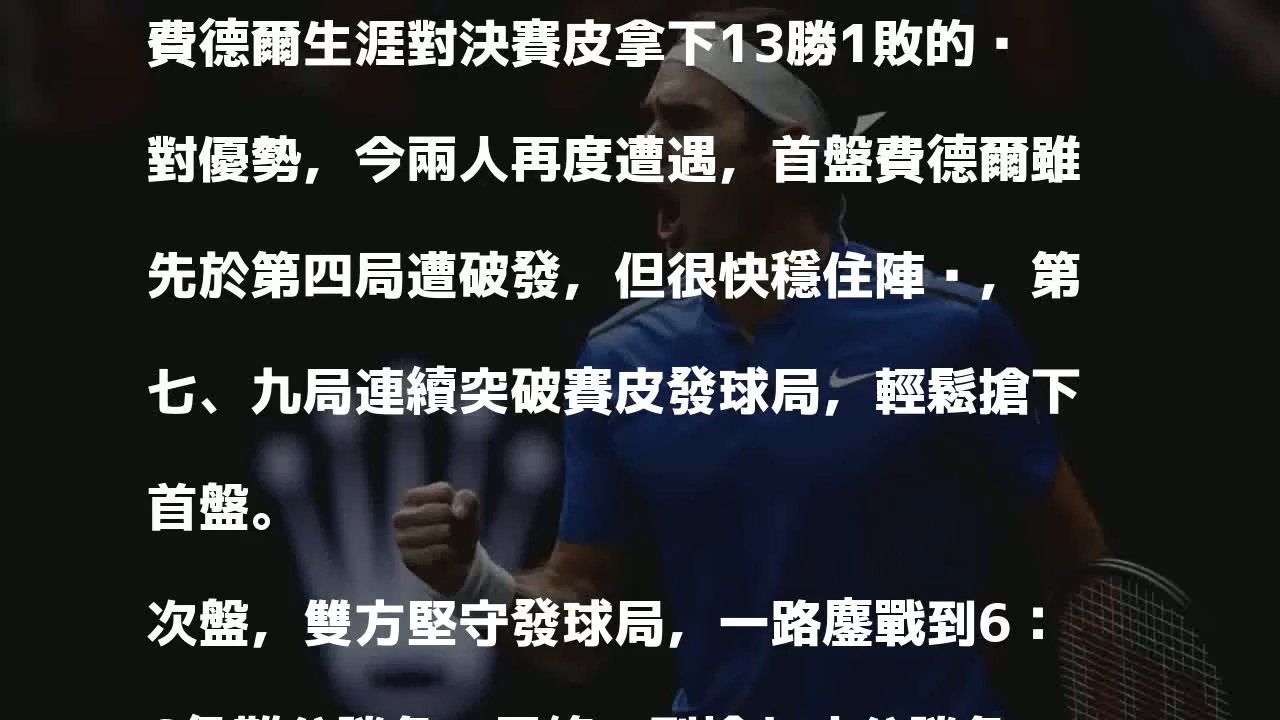 費德爾生涯對決賽皮拿下13勝1敗的·
對優勢，今兩人再度遭遇，首盤費德爾雖
先於第四局遭破發，但很快穩住陣·，第
七、九局連續突破賽皮發球局，輕鬆搶下
首盤。
次盤，雙方堅守發球局，一路鏖戰到6：